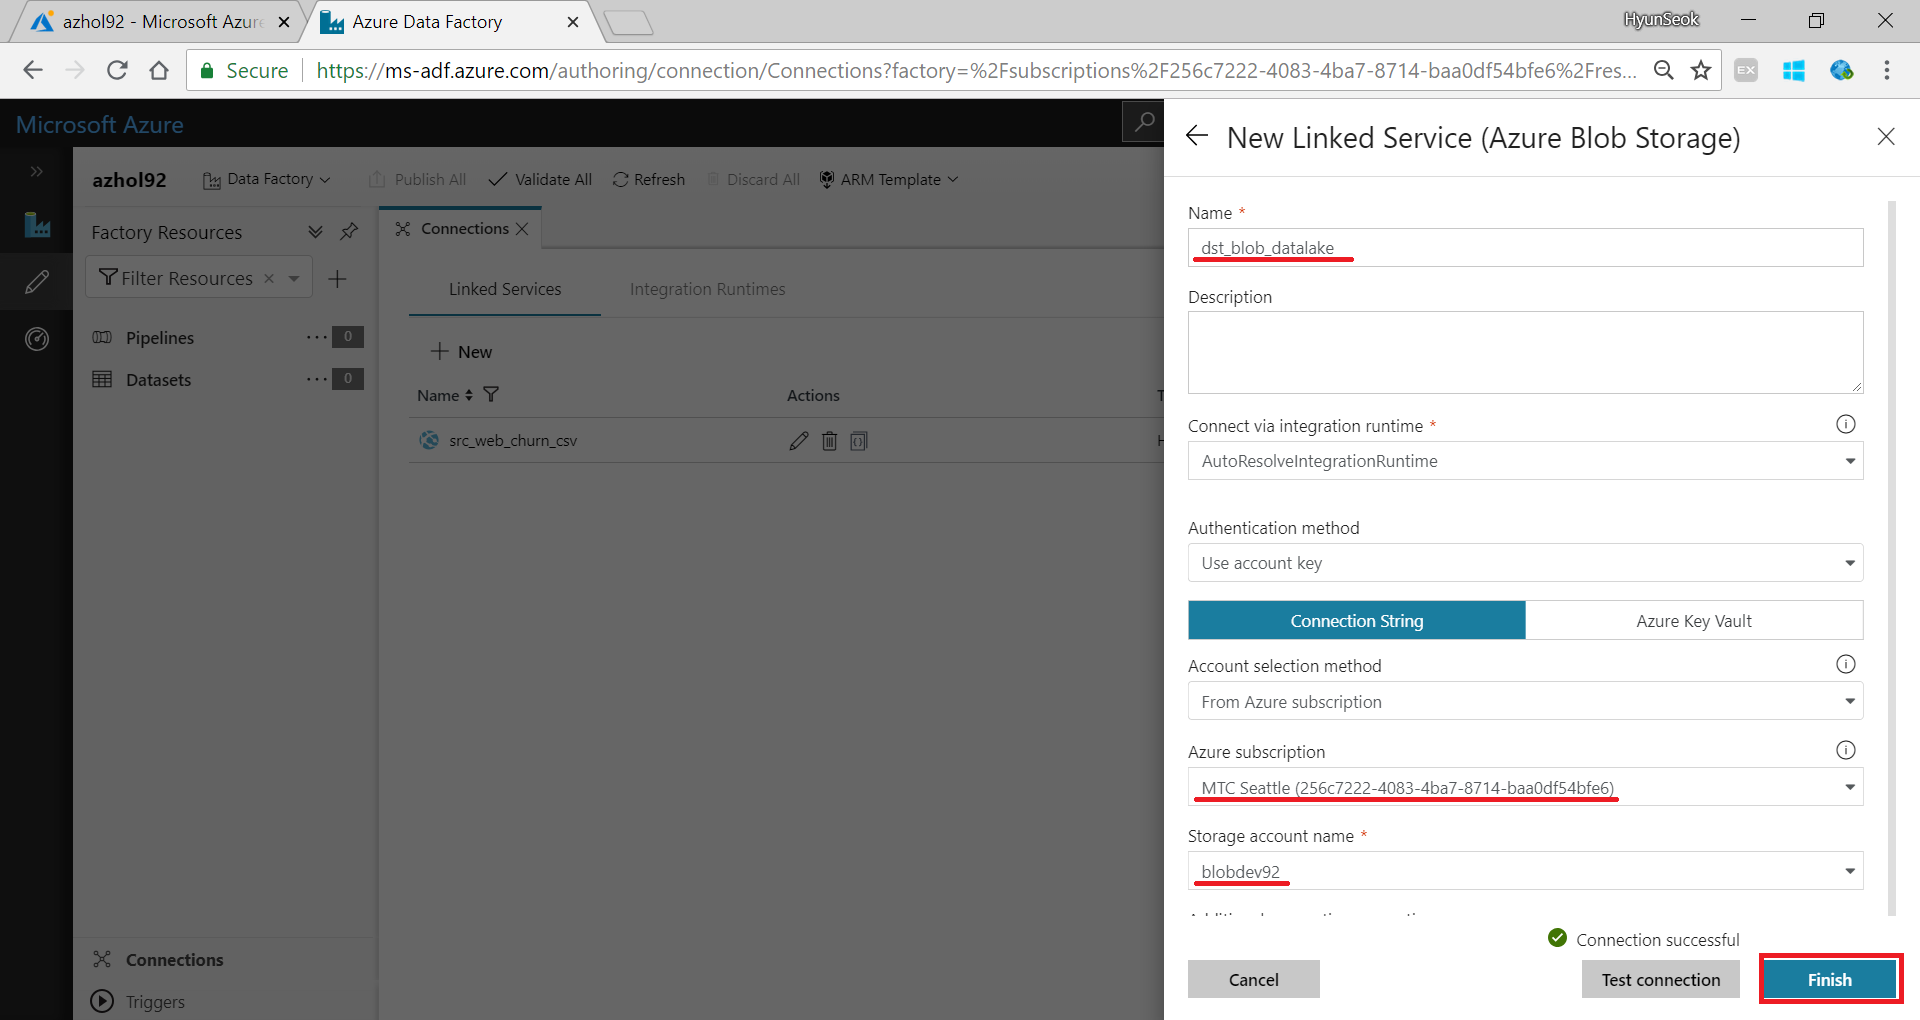 azhol92 - Microsoft Azure
Azure Data Factory
HyunSeok
Secure
https://ms-adf.azure.com/authoring/connection/Connections?factory=%2Fsubscriptions%2F256c7222-4083-4ba7-8714-baa0df54bfe6%2Fres...
EX
Microsoft Azure
azhol92
Data Factory
Publish All
Validate All
Refresh
Discard All
ARM Template
Factory Resources
Filter Resources
Pipelines
0
Datasets
0
Connections
Triggers
Connections
Linked Services
Integration Runtimes
New
Name
Actions
T
src_web_churn_csv
H
New Linked Service (Azure Blob Storage)
Name *
dst_blob_datalake
Description
Connect via integration runtime *
AutoResolveIntegrationRuntime
Authentication method
Use account key
Connection String
Azure Key Vault
Account selection method
From Azure subscription
Azure subscription
MTC Seattle (256c7222-4083-4ba7-8714-baa0df54bfe6)
Storage account name *
blobdev92
Connection successful
Cancel
Test connection
Finish